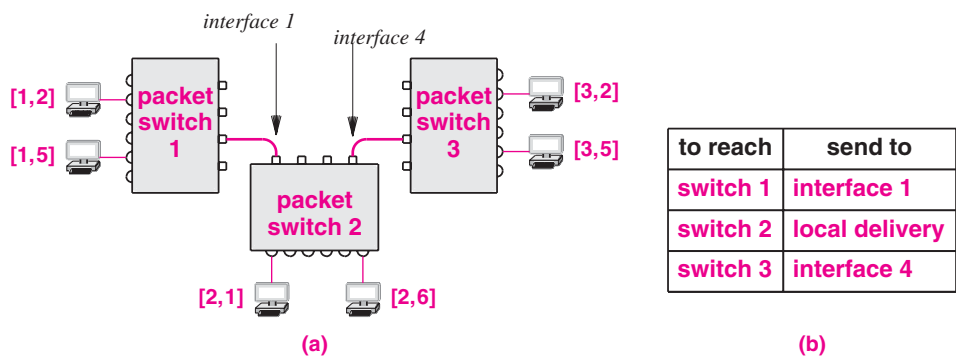 interface 1
interface 4
[1,2]
[1,5]
packet
switch
1
packet
switch
3
[3,2]
[3,5]
packet
switch 2
[2,1]
[2,6]
(a)
to reach send to
switch 1 interface 1
switch 2 local delivery
switch 3 interface 4
(b)